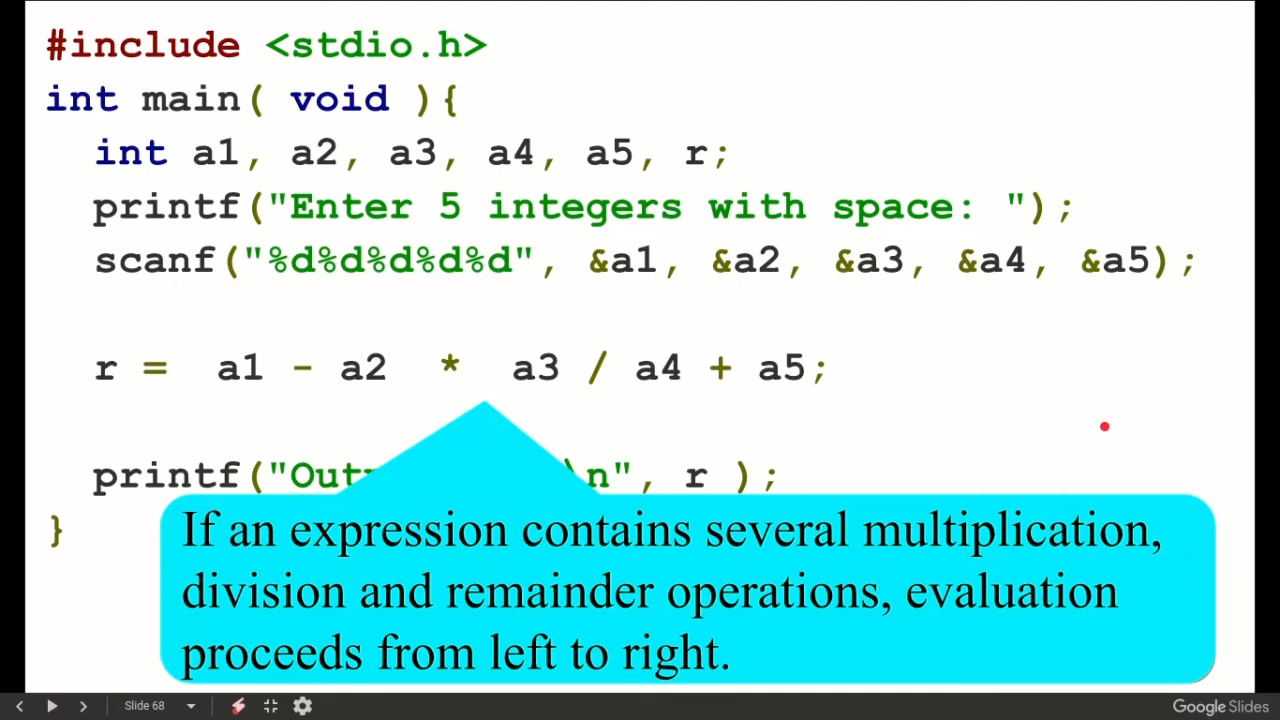 #include <stdio.h>
int main( void ){
int a1, a2, a3, a4, a5, r;
printf("Enter 5 integers with space: ");
scanf("%d%d%d%d%d", &a1, &a2, &a3, &a4, &a5);
r = a1 - a2 * a3 / a4 + a5;
printf(" \n", r );
}
If an expression contains several multiplication,
division and remainder operations, evaluation
proceeds from left to right.
Slide 68
Google Slides